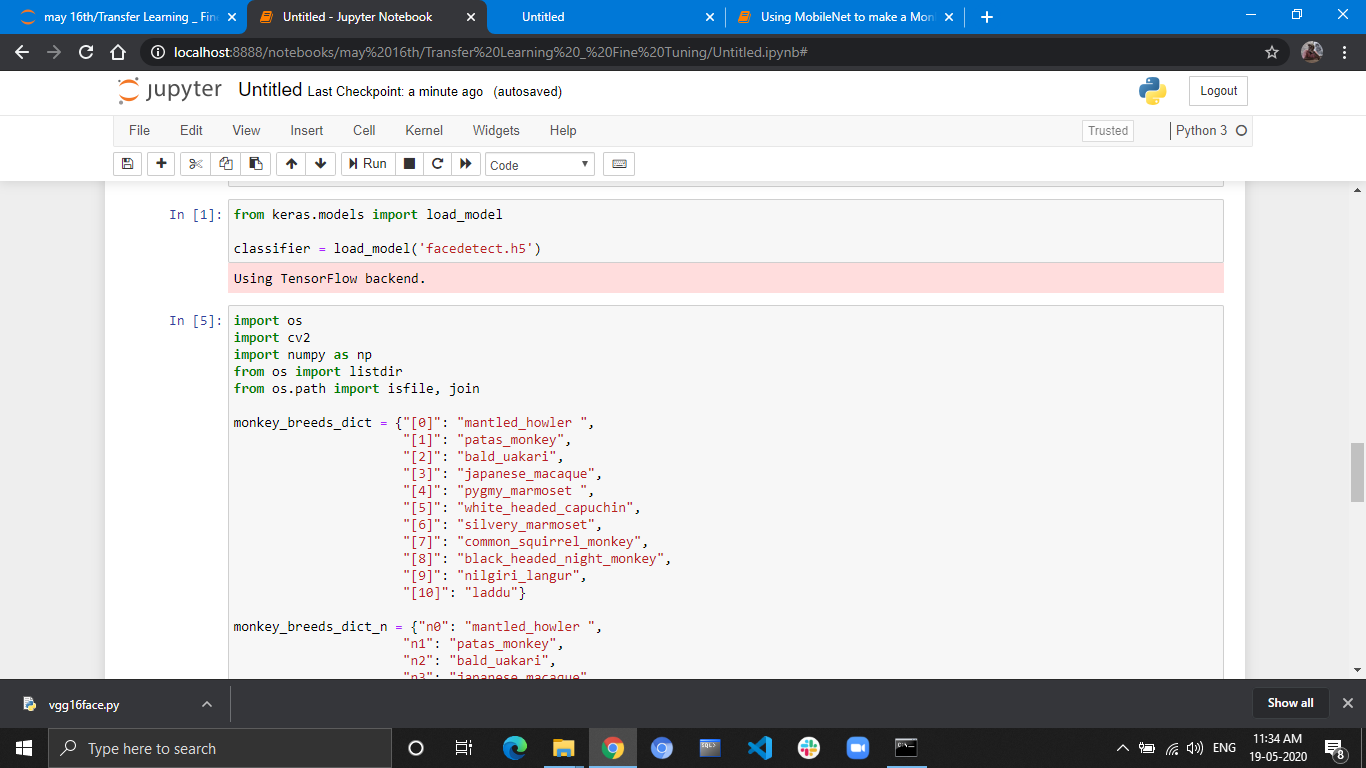 may 16th/Transfer Learning _ Fin
Untitled - Jupyter Notebook
Untitled
Using MobileNet to make a Mon
localhost:8888/notebooks/may%2016th/Transfer%20Learning%20_%20Fine%20Tuning/Untitled.ipynb#
jupyter Untitled Last Checkpoint: a minute ago (autosaved)
Logout
File Edit View Insert Cell Kernel Widgets Help
Trusted
Python 3
Run
Code
In [1]: from keras.models import load_model
classifier = load_model('facedetect.h5')
Using TensorFlow backend.
In [5]: import os
import cv2
import numpy as np
from os import listdir
from os.path import isfile, join
monkey_breeds_dict = {"[0]": "mantled_howler ",
"[1]": "patas_monkey",
"[2]": "bald_uakari",
"[3]": "japanese_macaque",
"[4]": "pygmy_marmoset ",
"[5]": "white_headed_capuchin",
"[6]": "silvery_marmoset",
"[7]": "common_squirrel_monkey",
"[8]": "black_headed_night_monkey",
"[9]": "nilgiri_langur",
"[10]": "laddu"}
monkey_breeds_dict_n = {"n0": "mantled_howler ",
"n1": "patas_monkey",
"n2": "bald_uakari",
"n3": "japanese_macaque"
vgg16face.py
Show all
Type here to search
SQL
ENG
11:34 AM
19-05-2020
8